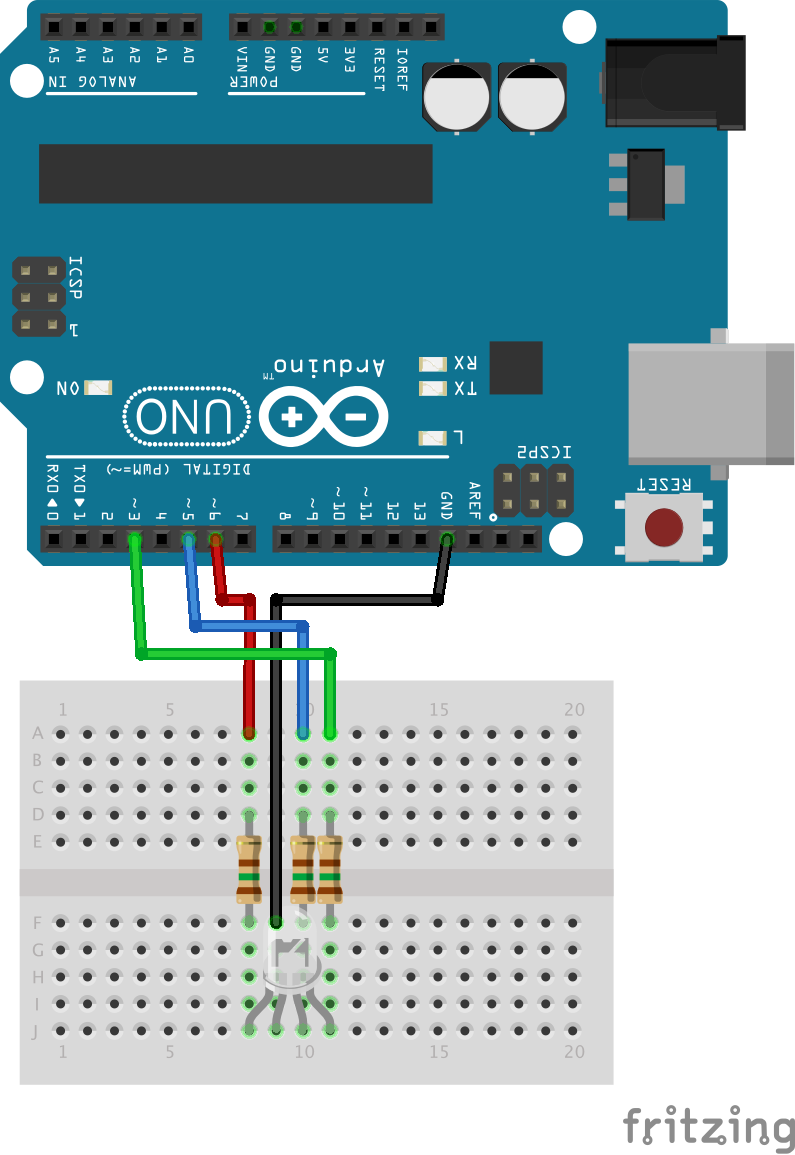 A5 A4 A3 A2 A1 A0 VIN GND GND 5V 3V3 RESET IOREF
ANALOG IN POWER
ICSP
1
Arduino™
RX
TX
ON
UNO
L
ICSP2
DIGITAL (PWM=~)
RESET
RX0 ◀ 0 TX0 ▶ 1 2 ~3 4 ~5 ~6 7 8 ~9 ~10 ~11 12 13 GND AREF
1 5 10 15 20
A
B
C
D
E
F
G
H
I
J
1 5 10 15 20
fritzing